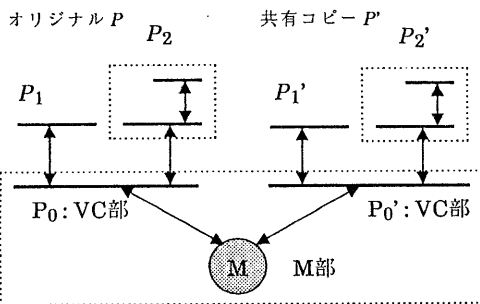 オリジナル P
共有コピー P'
P2
P2'
P1
P1'
P0 : VC部
P0' : VC部
M
M部